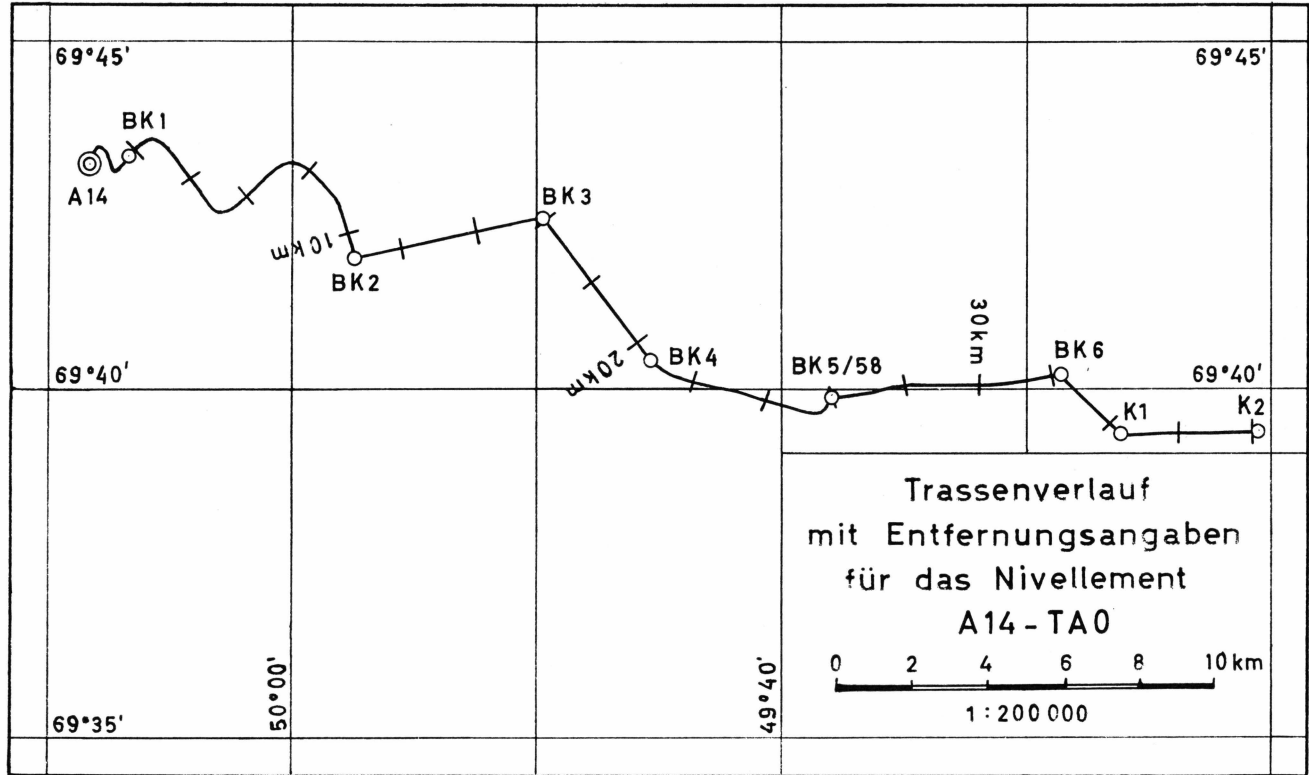 69°45'
69°45'
BK1
A14
BK3
10km
BK2
30km
BK4
20km
BK5/58
BK6
69°40'
69°40'
K1
K2
Trassenverlauf
mit Entfernungsangaben
für das Nivellement
A14 - TA0
0 2 4 6 8 10 km
1 : 200 000
50°00'
49°40'
69°35'